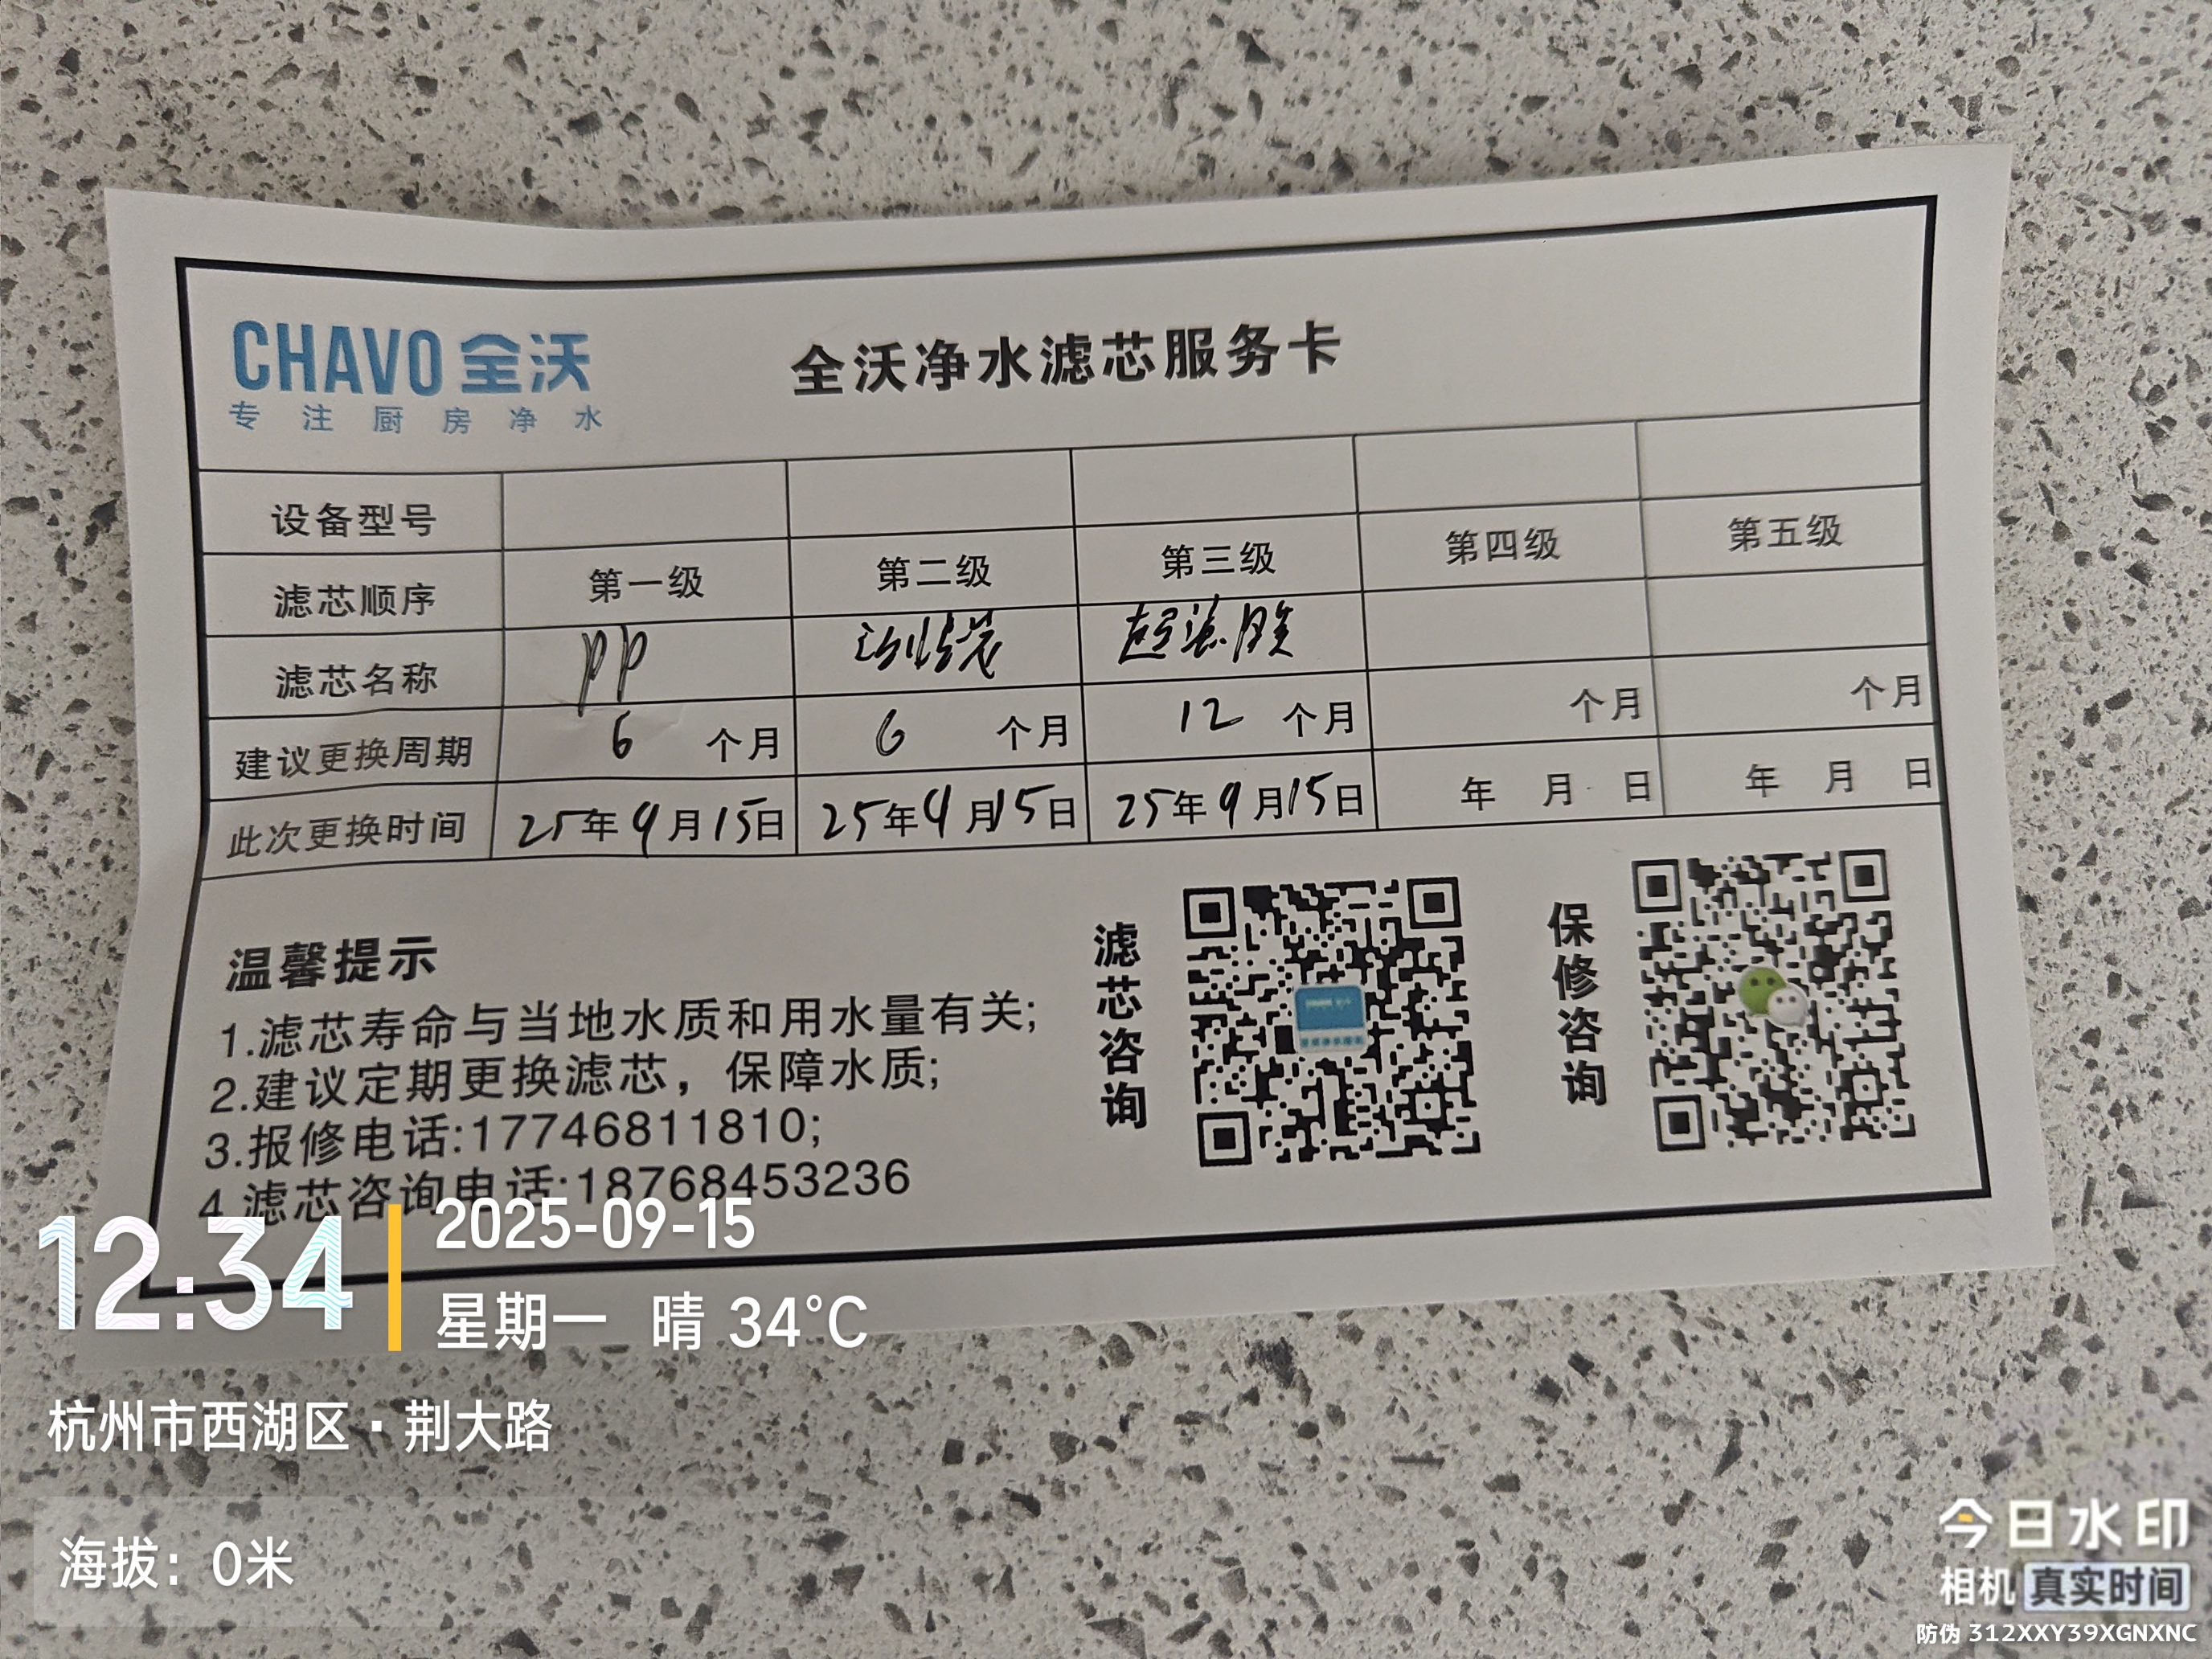 CHAVO 全沃
专注厨房净水
全沃净水滤芯服务卡
设备型号
滤芯顺序 第一级 第二级 第三级 第四级 第五级
滤芯名称 PP 超滤膜
建议更换周期 6 个月 6 个月 12 个月 个月 个月
此次更换时间 25年9月15日 25年9月15日 25年9月15日 年 月 日 年 月 日
温馨提示
1.滤芯寿命与当地水质和用水量有关;
2.建议定期更换滤芯，保障水质;
3.报修电话:17746811810;
4.滤芯咨询电话:18768453236
滤芯咨询
保修咨询
12:34
2025-09-15
星期一 晴 34°C
杭州市西湖区·荆大路
海拔：0米
今日水印
相机 真实时间
防伪 312XXY39XGNXNC